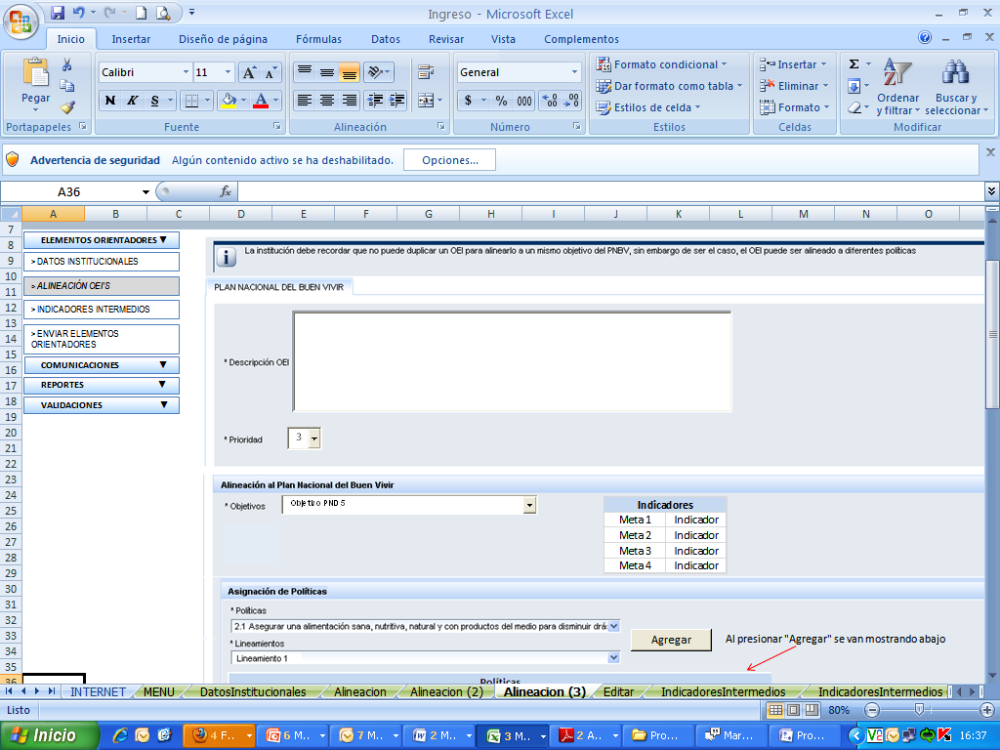 Ingreso - Microsoft Excel
Inicio Insertar Diseño de página Fórmulas Datos Revisar Vista Complementos
Pegar
Calibri 11
General
Formato condicional
Dar formato como tabla
Estilos de celda
Insertar
Eliminar
Formato
Σ
Ordenar y filtrar
Buscar y seleccionar
N K S
$ % 000
Portapapeles Fuente Alineación Número Estilos Celdas Modificar
Advertencia de seguridad Algún contenido activo se ha deshabilitado. Opciones...
A36 fx
A B C D E F G H I J K L M N O
7
8
9
10
11
12
13
14
15
16
17
18
19
20
21
22
23
24
25
26
27
28
29
30
31
32
33
34
35
36
ELEMENTOS ORIENTADORES ▼
> DATOS INSTITUCIONALES
> ALINEACIÓN OEI'S
> INDICADORES INTERMEDIOS
> ENVIAR ELEMENTOS
ORIENTADORES
COMUNICACIONES ▼
REPORTES ▼
VALIDACIONES ▼
La institución debe recordar que no puede duplicar un OEI para alinearlo a un mismo objetivo del PNBV, sin embargo de ser el caso, el OEI puede ser alineado a diferentes políticas
PLAN NACIONAL DEL BUEN VIVIR
* Descripción OEI
* Prioridad 3
Alineación al Plan Nacional del Buen Vivir
* Objetivos Objetivo PND 5
Indicadores
Meta 1 Indicador
Meta 2 Indicador
Meta 3 Indicador
Meta 4 Indicador
Asignación de Políticas
* Políticas
2.1 Asegurar una alimentación sana, nutritiva, natural y con productos del medio para disminuir drá
* Lineamientos
Lineamiento 1
Agregar
Al presionar "Agregar" se van mostrando abajo
Políticas
INTERNET MENU DatosInstitucionales Alineacion Alineacion (2) Alineacion (3) Editar IndicadoresIntermedios IndicadoresIntermedios
Listo 80%
Inicio 4 F... 6 M... 7 M... 2 M... 3 M... 2 A... Pro... Mar... Pro... 16:37